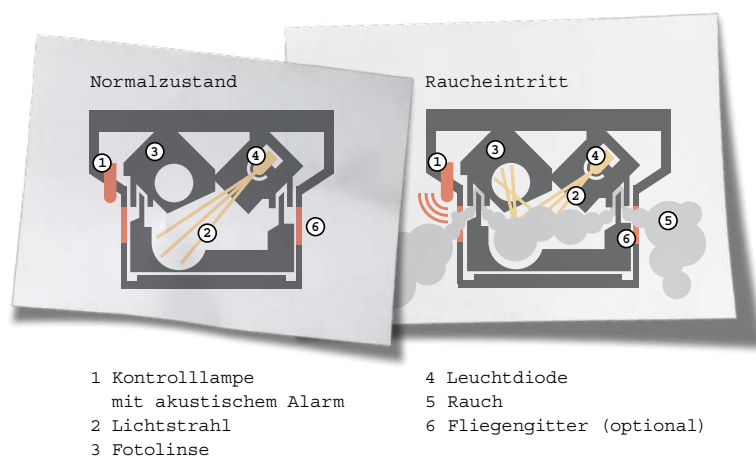 Normalzustand
1
3
4
2
6
Raucheintritt
1
3
4
2
5
6
1 Kontrolllampe
mit akustischem Alarm
2 Lichtstrahl
3 Fotolinse
4 Leuchtdiode
5 Rauch
6 Fliegengitter (optional)